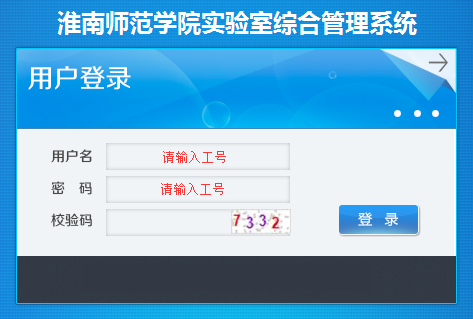 淮南师范学院实验室综合管理系统
用户登录
用户名 请输入工号
密 码 请输入工号
校验码 7332
登 录